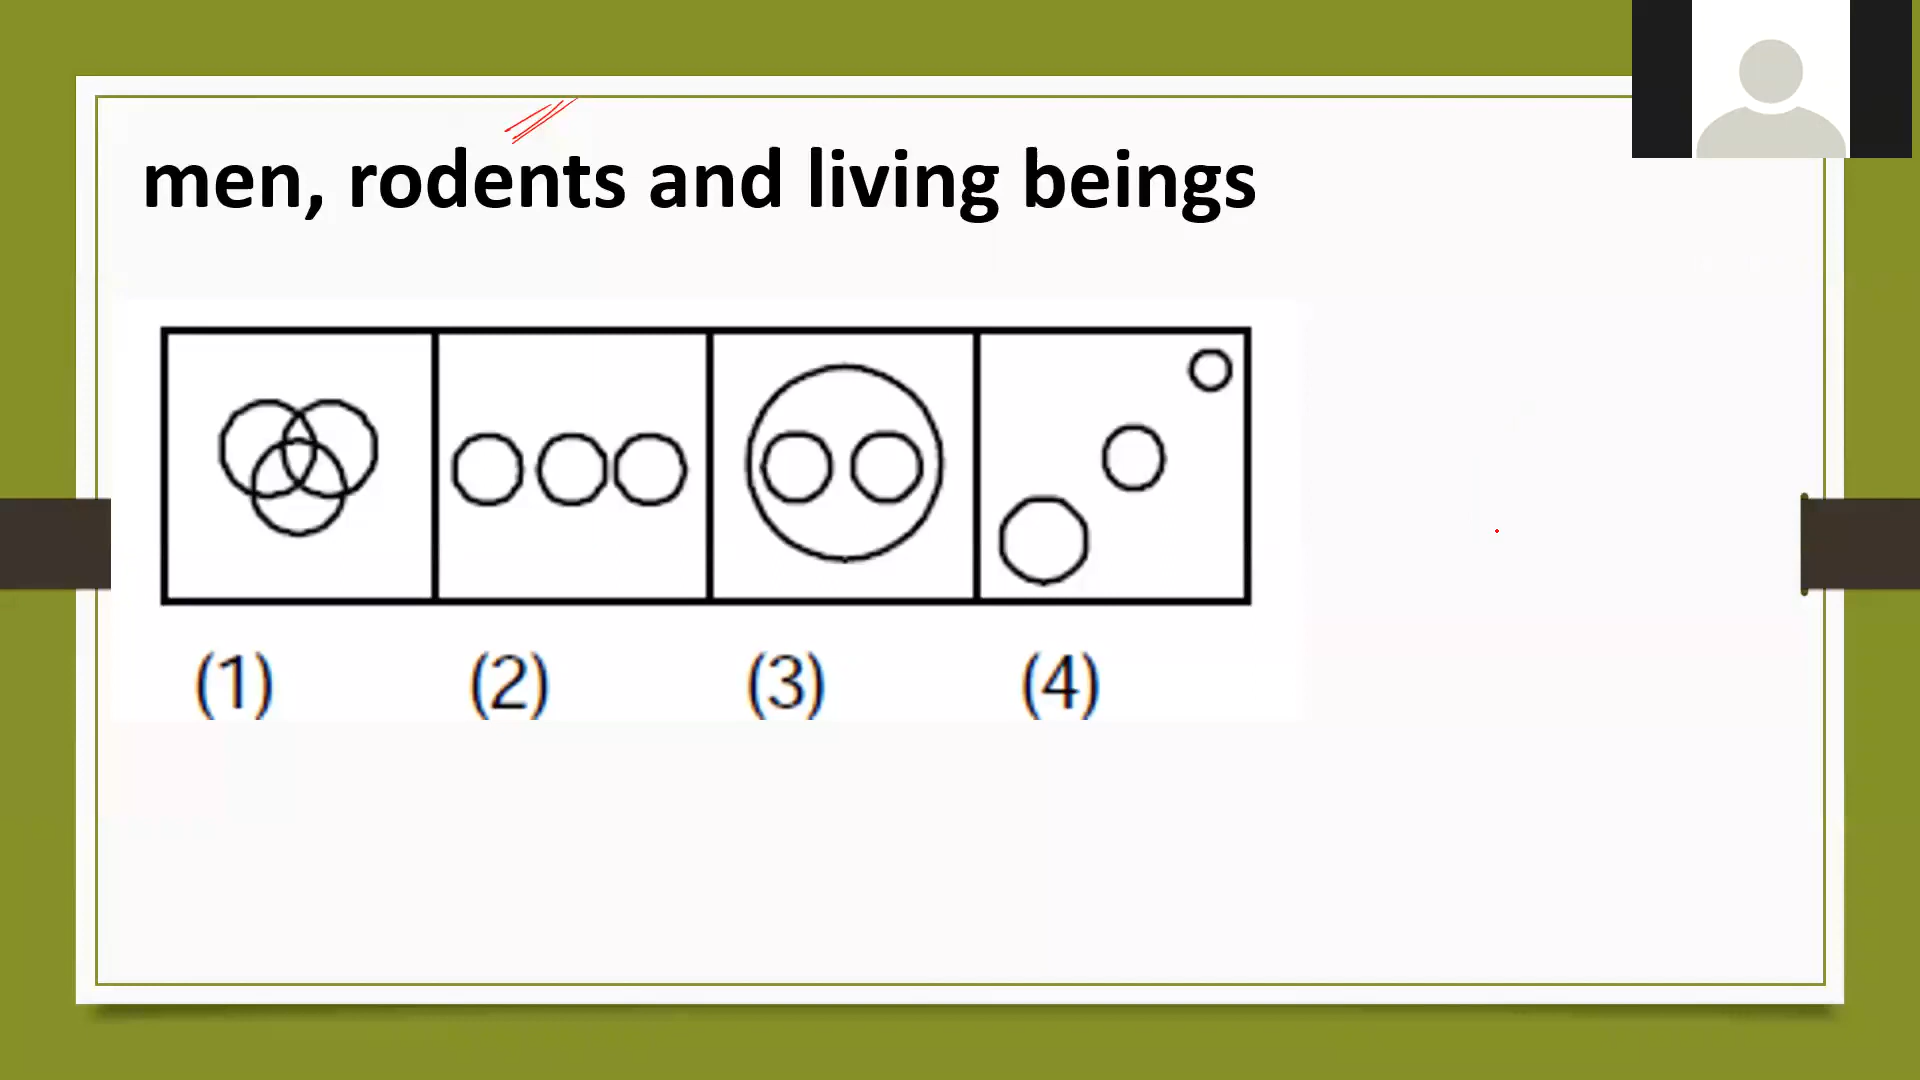 men, rodents and living beings
(1) (2) (3) (4)